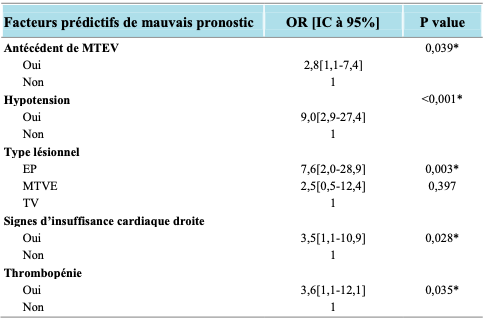 Facteurs prédictifs de mauvais pronostic OR [IC à 95%] P value
Antécédent de MTEV 0,039*
Oui 2,8[1,1-7,4]
Non 1
Hypotension <0,001*
Oui 9,0[2,9-27,4]
Non 1
Type lésionnel
EP 7,6[2,0-28,9] 0,003*
MTVE 2,5[0,5-12,4] 0,397
TV 1
Signes d’insuffisance cardiaque droite
Oui 3,5[1,1-10,9] 0,028*
Non 1
Thrombopénie
Oui 3,6[1,1-12,1] 0,035*
Non 1